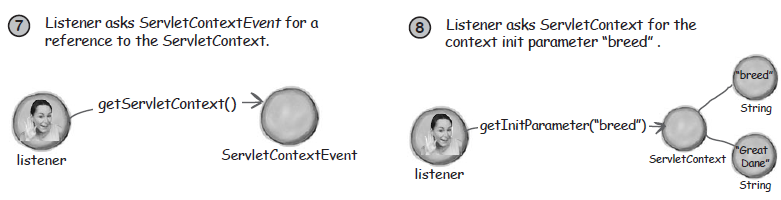 7 Listener asks ServletContextEvent for a
reference to the ServletContext.
getServletContext()
listener
ServletContextEvent
8 Listener asks ServletContext for the
context init parameter “breed” .
"breed"
String
getInitParameter(“breed”)
listener
ServletContext
"Great
Dane"
String